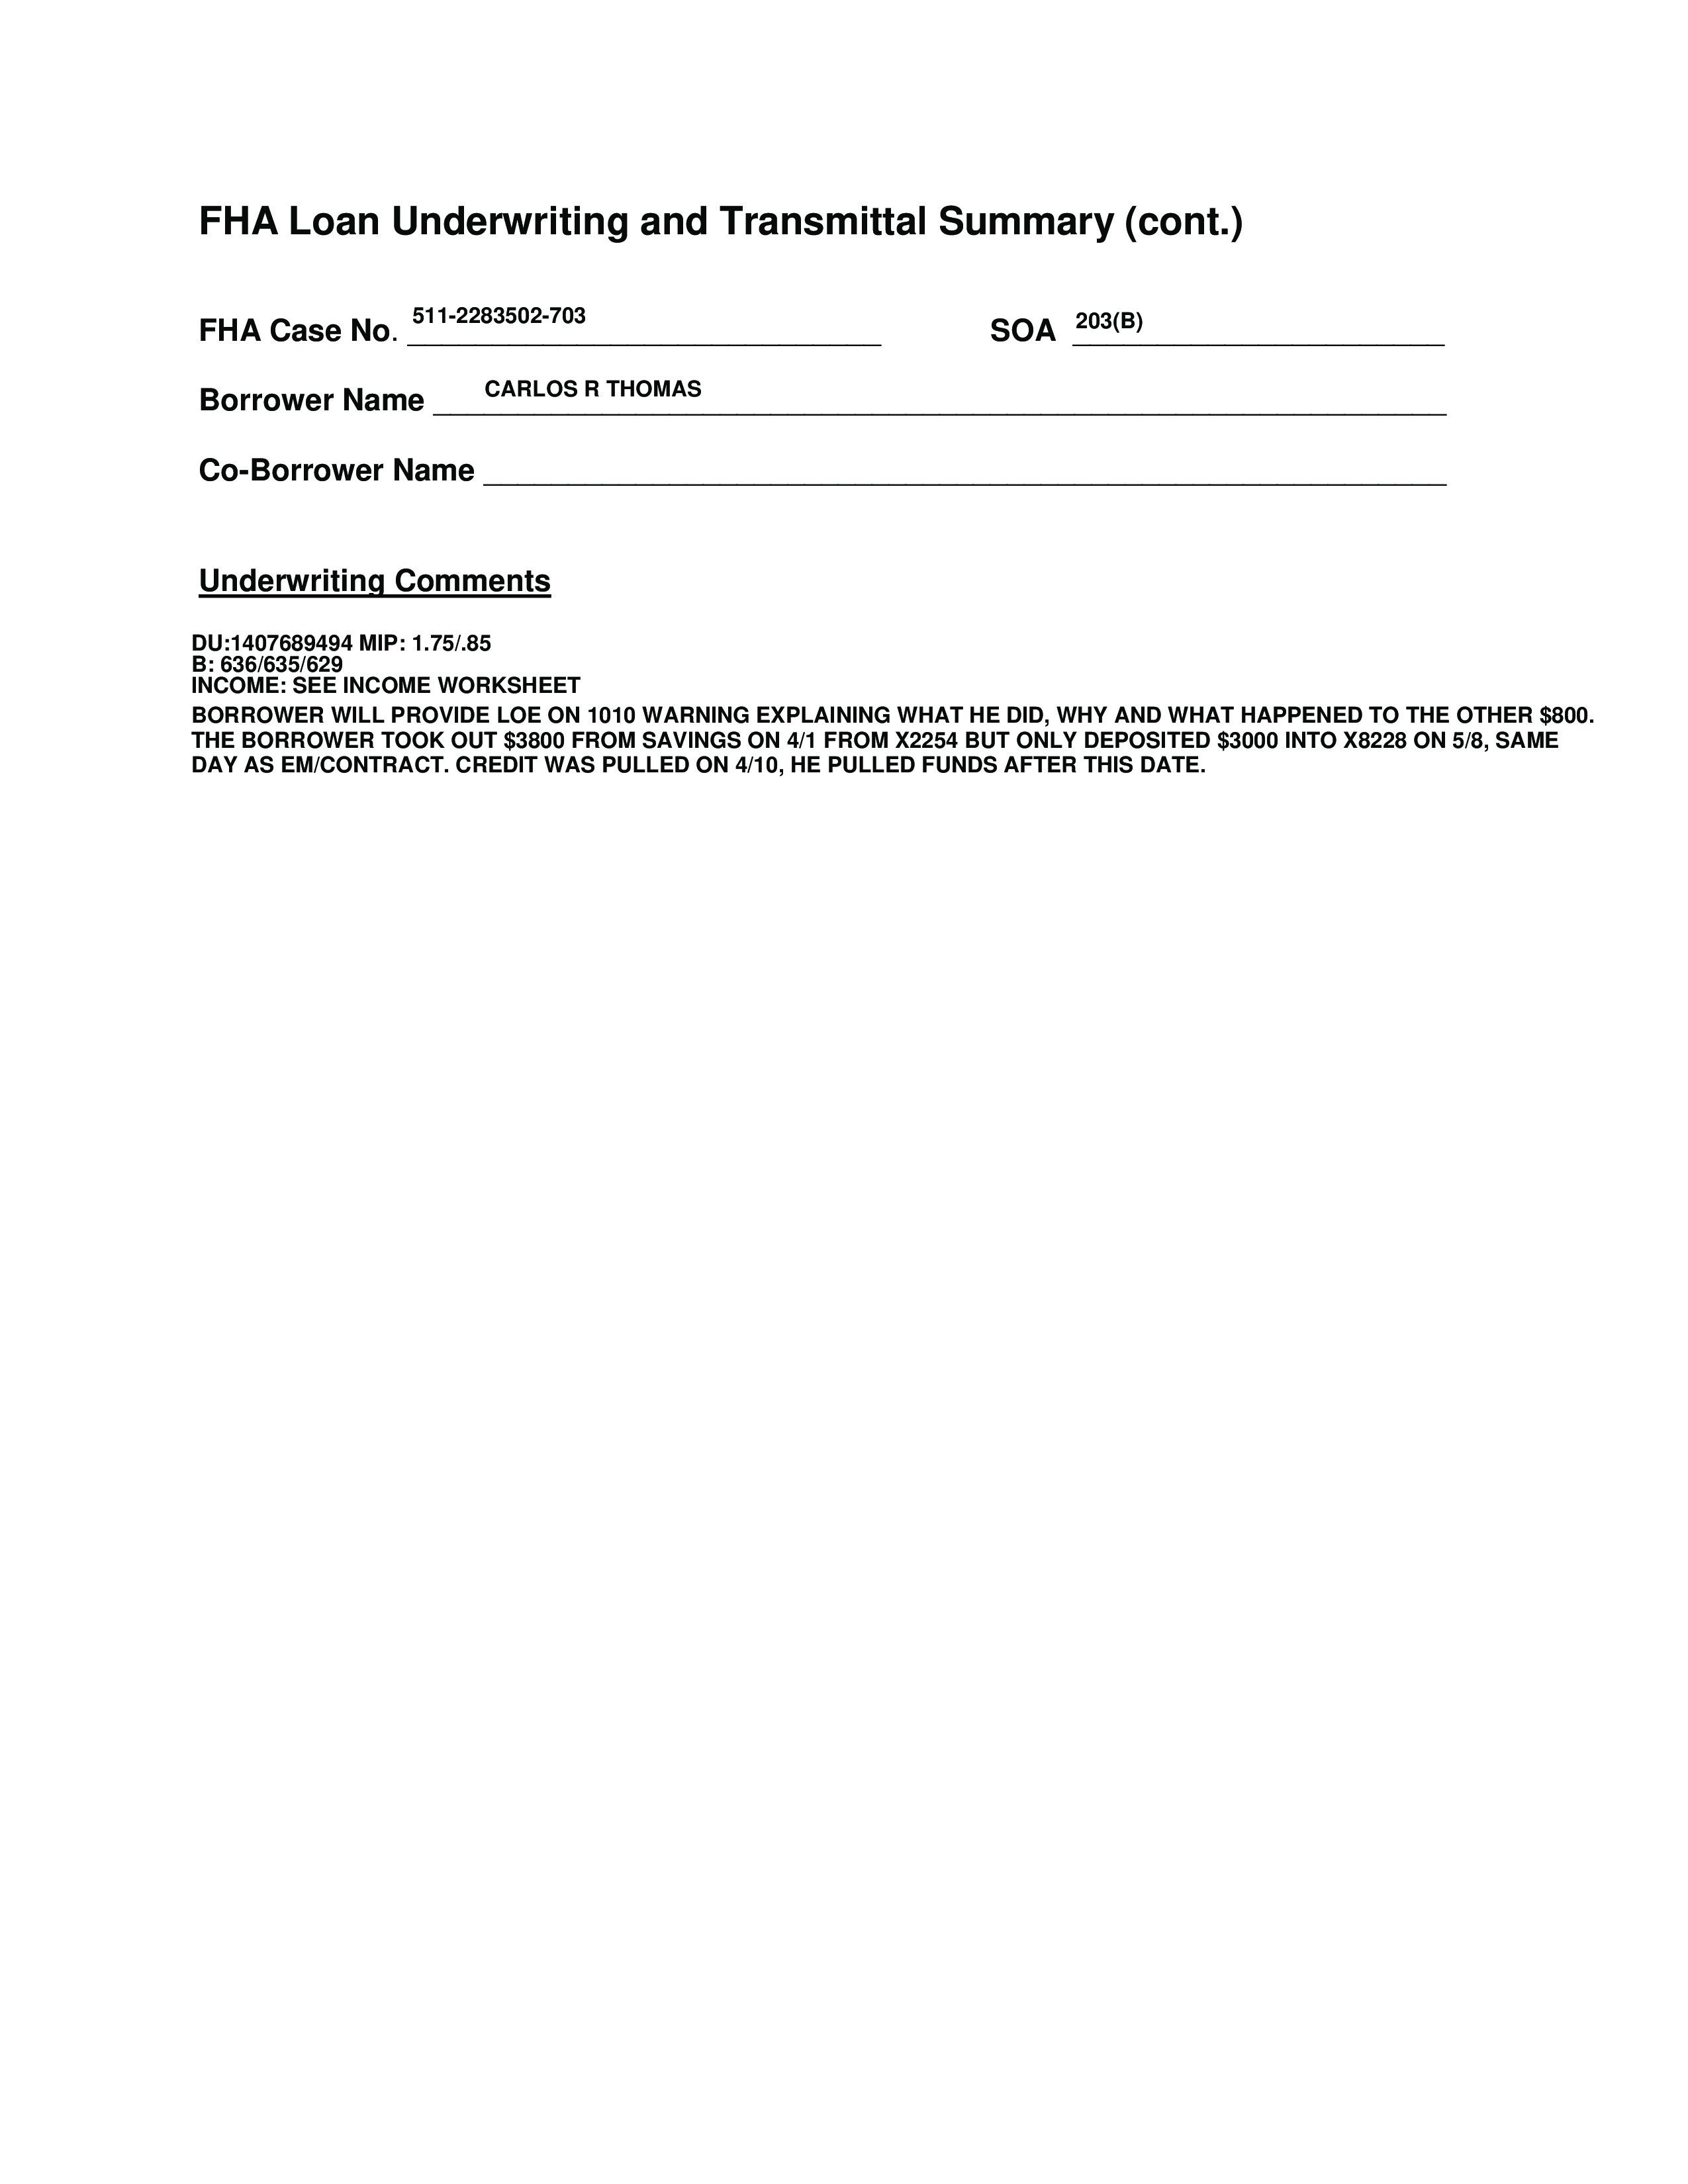 FHA Loan Underwriting and Transmittal Summary (cont.)
FHA Case No. 511-2283502-703 SOA 203(B)
Borrower Name CARLOS R THOMAS
Co-Borrower Name
Underwriting Comments
DU:1407689494 MIP: 1.75/.85
B: 636/635/629
INCOME: SEE INCOME WORKSHEET
BORROWER WILL PROVIDE LOE ON 1010 WARNING EXPLAINING WHAT HE DID, WHY AND WHAT HAPPENED TO THE OTHER $800.
THE BORROWER TOOK OUT $3800 FROM SAVINGS ON 4/1 FROM X2254 BUT ONLY DEPOSITED $3000 INTO X8228 ON 5/8, SAME
DAY AS EM/CONTRACT. CREDIT WAS PULLED ON 4/10, HE PULLED FUNDS AFTER THIS DATE.